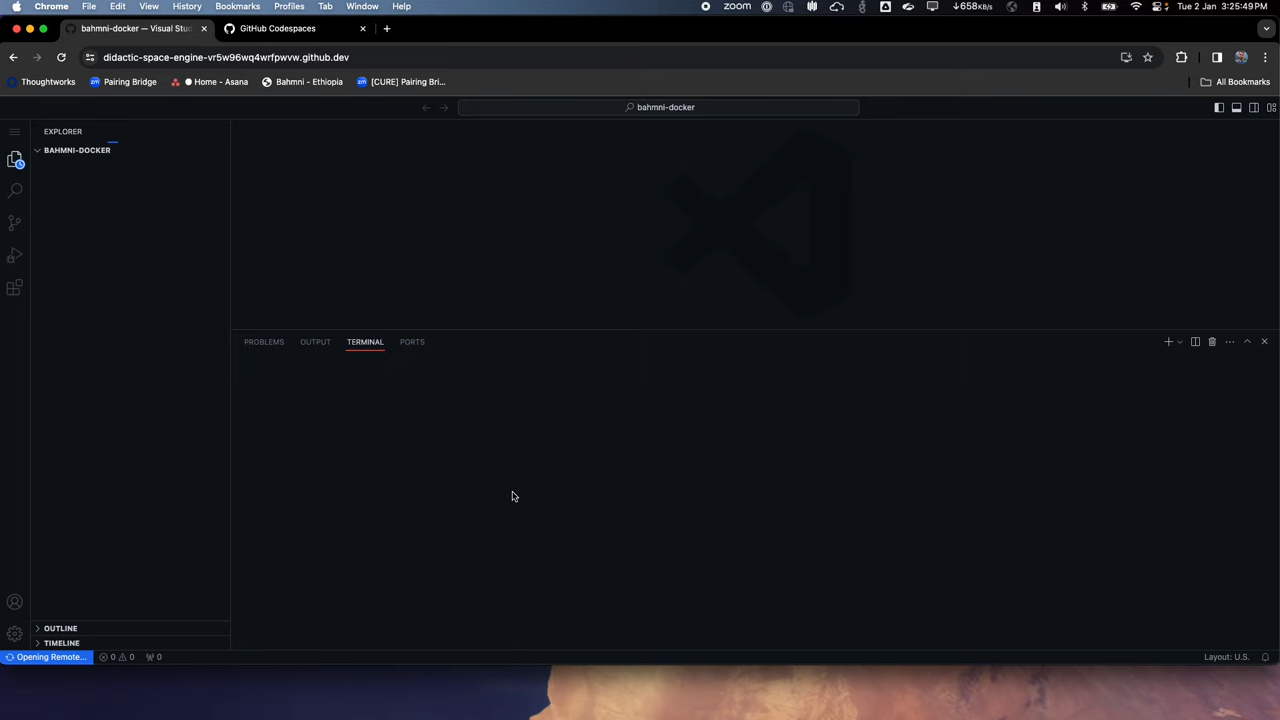 Chrome File Edit View History Bookmarks Profiles Tab Window Help zoom 658KB/s Tue 2 Jan 3:25:49 PM
bahmni-docker — Visual Stud GitHub Codespaces
didactic-space-engine-vr5w96wq4wrfpwvw.github.dev
Thoughtworks Pairing Bridge Home - Asana Bahmni - Ethiopia [CURE] Pairing Bri... All Bookmarks
bahmni-docker
EXPLORER
BAHMNI-DOCKER
PROBLEMS OUTPUT TERMINAL PORTS
OUTLINE
TIMELINE
Opening Remote... 0 0 0 Layout: U.S.